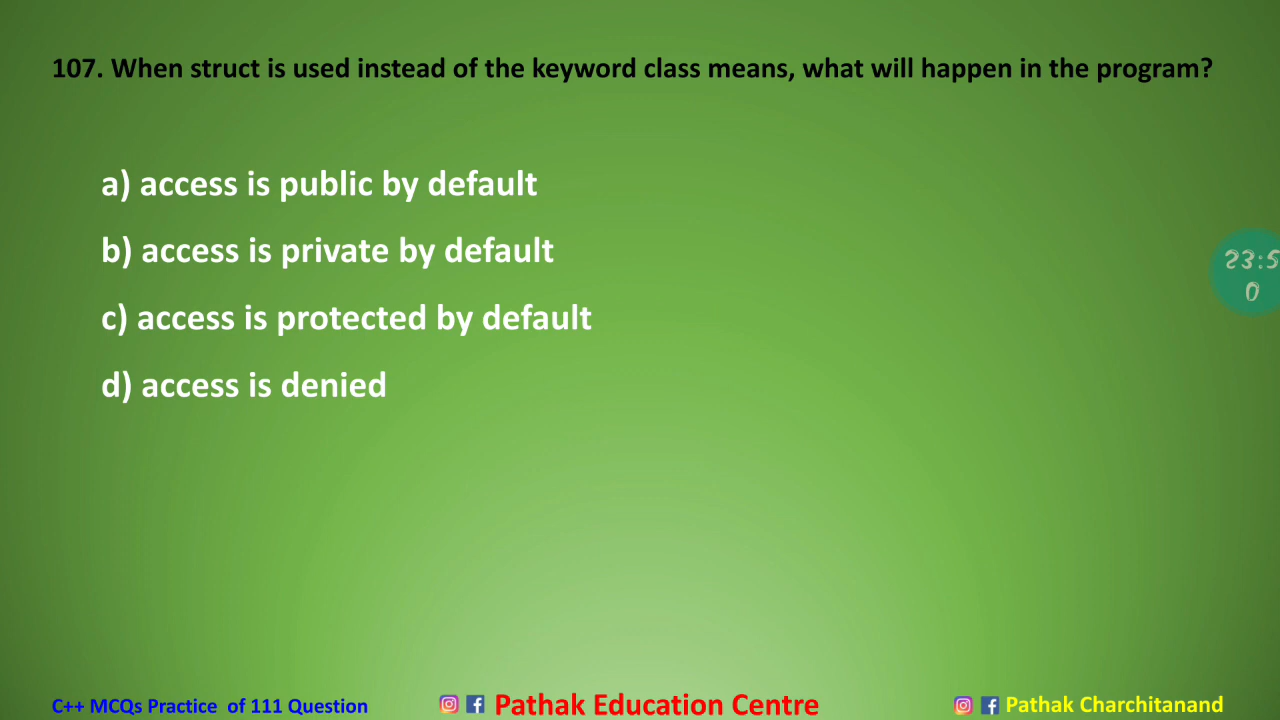 107. When struct is used instead of the keyword class means, what will happen in the program?
a) access is public by default
b) access is private by default
23:5
0
c) access is protected by default
d) access is denied
C++ MCQs Practice of 111 Question
Pathak Education Centre
Pathak Charchitanand